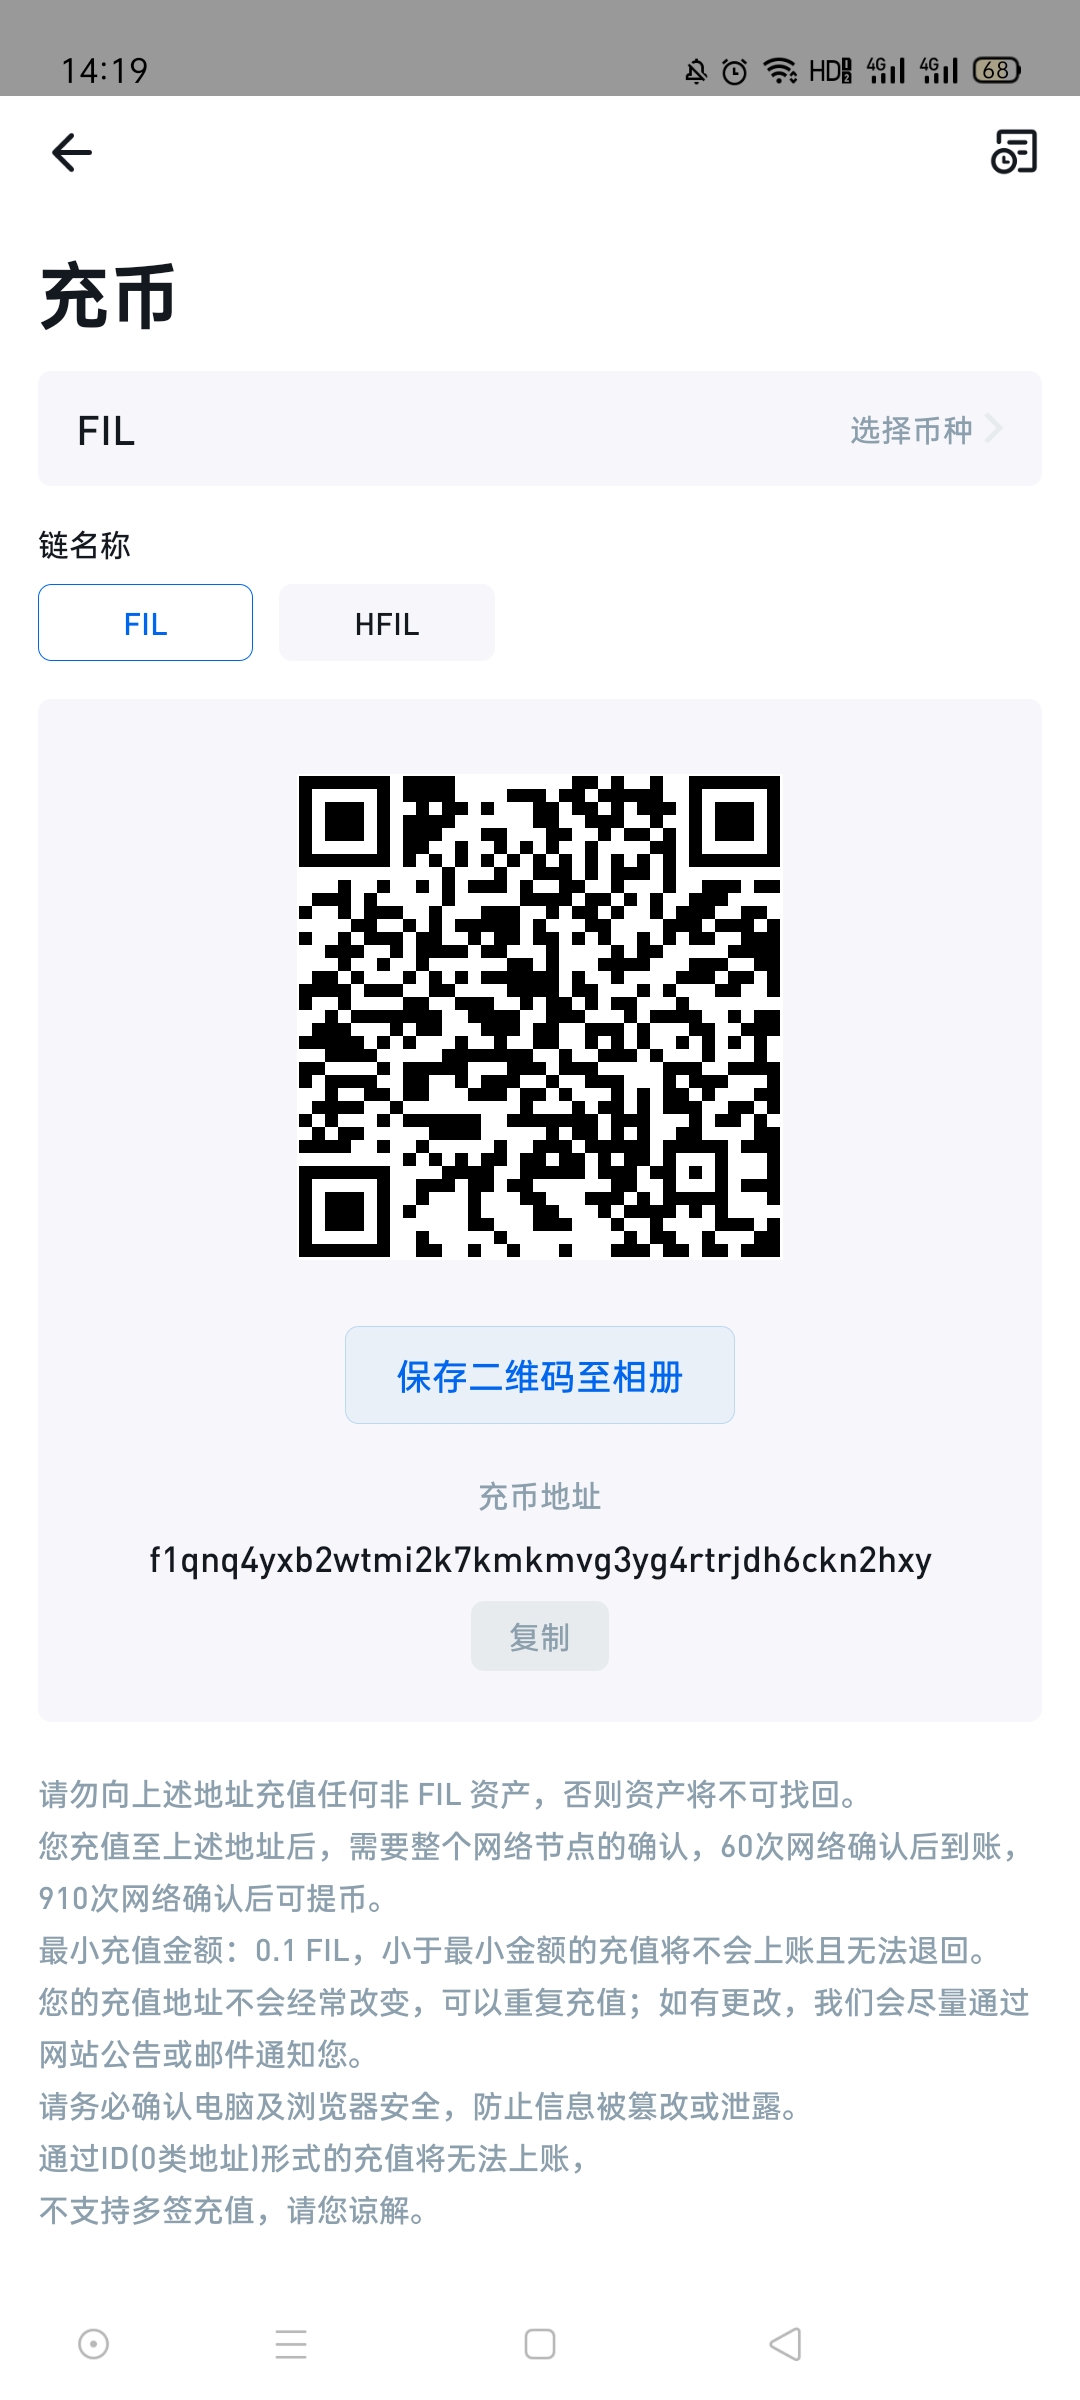 14:19
HD 4G 4G 68
充币
FIL 选择币种
链名称
FIL HFIL
保存二维码至相册
充币地址
f1qnq4yxb2wtmi2k7kmkmvg3yg4rtrjdh6ckn2hxy
复制
请勿向上述地址充值任何非 FIL 资产，否则资产将不可找回。
您充值至上述地址后，需要整个网络节点的确认，60次网络确认后到账，
910次网络确认后可提币。
最小充值金额：0.1 FIL，小于最小金额的充值将不会上账且无法退回。
您的充值地址不会经常改变，可以重复充值；如有更改，我们会尽量通过
网站公告或邮件通知您。
请务必确认电脑及浏览器安全，防止信息被篡改或泄露。
通过ID(0类地址)形式的充值将无法上账，
不支持多签充值，请您谅解。